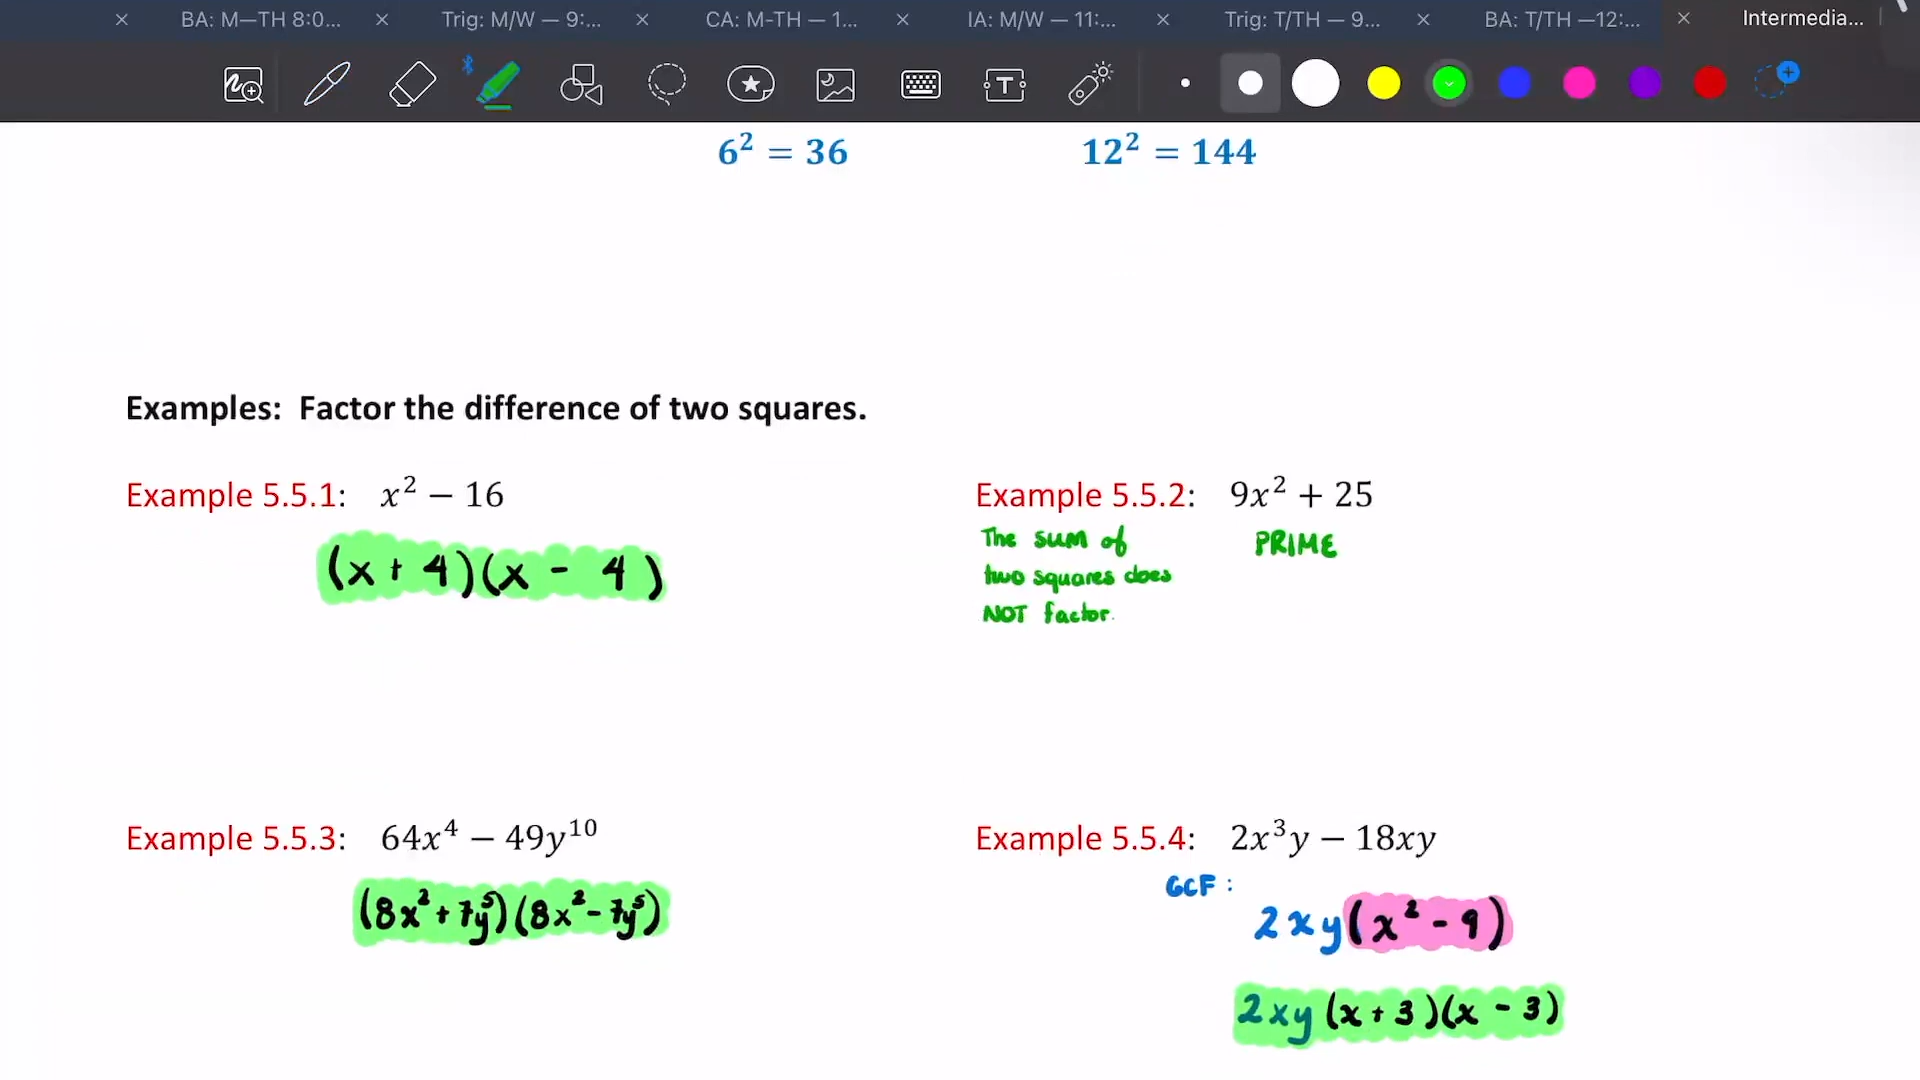 BA: M—TH 8:0... Trig: M/W — 9:... CA: M-TH — 1... IA: M/W — 11:... Trig: T/TH — 9... BA: T/TH —12:... Intermedia...
6² = 36 12² = 144
Examples: Factor the difference of two squares.
Example 5.5.1: x² − 16
(x + 4)(x - 4)
Example 5.5.2: 9x² + 25
The sum of PRIME
two squares does
NOT factor.
Example 5.5.3: 64x⁴ − 49y¹⁰
(8x²+7y⁵)(8x²-7y⁵)
Example 5.5.4: 2x³y − 18xy
GCF :
2xy(x² - 9)
2xy(x + 3)(x - 3)